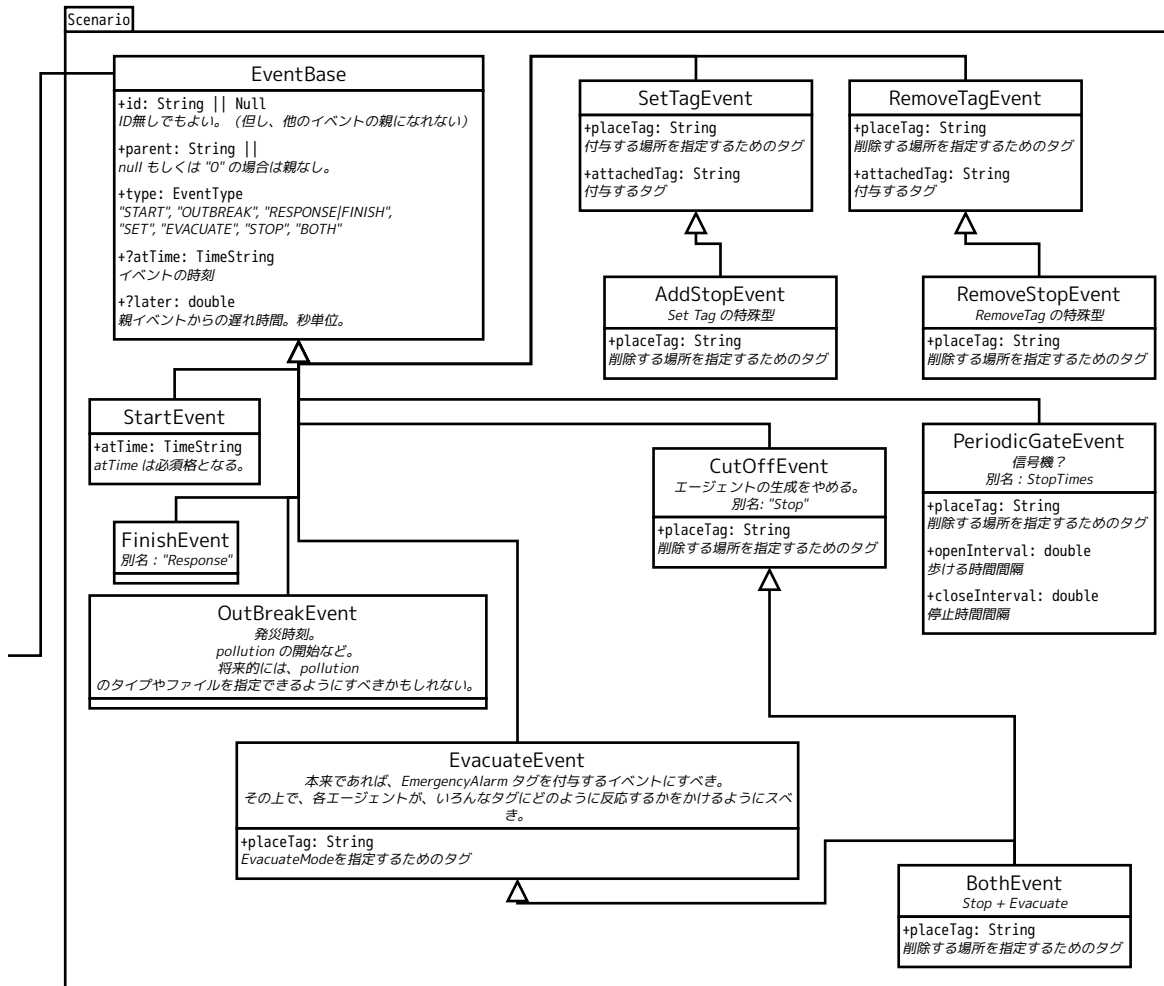 Scenario
EventBase
+id: String || Null
ID無しでもよい。（但し、他のイベントの親になれない）
+parent: String ||
null もしくは "0" の場合は親なし。
+type: EventType
"START", "OUTBREAK", "RESPONSE|FINISH",
"SET", "EVACUATE", "STOP", "BOTH"
+?atTime: TimeString
イベントの時刻
+?later: double
親イベントからの遅れ時間。秒単位。
SetTagEvent
+placeTag: String
付与する場所を指定するためのタグ
+attachedTag: String
付与するタグ
RemoveTagEvent
+placeTag: String
削除する場所を指定するためのタグ
+attachedTag: String
付与するタグ
AddStopEvent
Set Tag の特殊型
+placeTag: String
削除する場所を指定するためのタグ
RemoveStopEvent
RemoveTag の特殊型
+placeTag: String
削除する場所を指定するためのタグ
StartEvent
+atTime: TimeString
atTime は必須格となる。
CutOffEvent
エージェントの生成をやめる。
別名: "Stop"
+placeTag: String
削除する場所を指定するためのタグ
PeriodicGateEvent
信号機？
別名：StopTimes
+placeTag: String
削除する場所を指定するためのタグ
+openInterval: double
歩ける時間間隔
+closeInterval: double
停止時間間隔
FinishEvent
別名："Response"
OutBreakEvent
発災時刻。
pollution の開始など。
将来的には、pollution
のタイプやファイルを指定できるようにすべきかもしれない。
EvacuateEvent
本来であれば、EmergencyAlarm タグを付与するイベントにすべき。
その上で、各エージェントが、いろんなタグにどのように反応するかをかけるようにスべ
き。
+placeTag: String
EvacuateModeを指定するためのタグ
BothEvent
Stop + Evacuate
+placeTag: String
削除する場所を指定するためのタグ